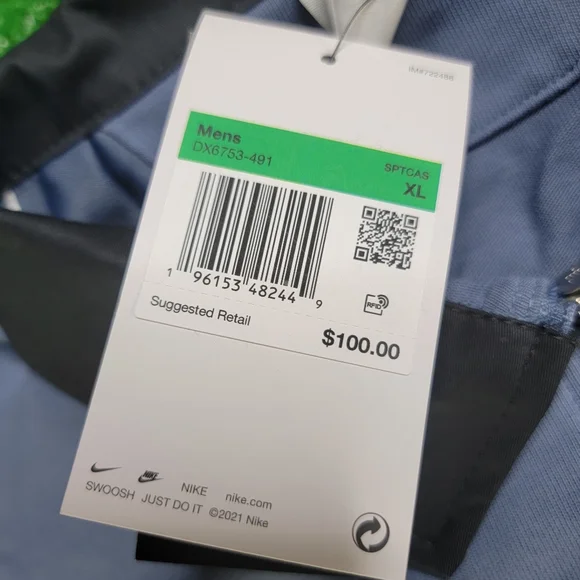 Mens
DX6753-491
SPTCAS
XL
1 96153 48244 9
RFID
Suggested Retail
$100.00
NIKE nike.com
SWOOSH JUST DO IT ©2021 Nike